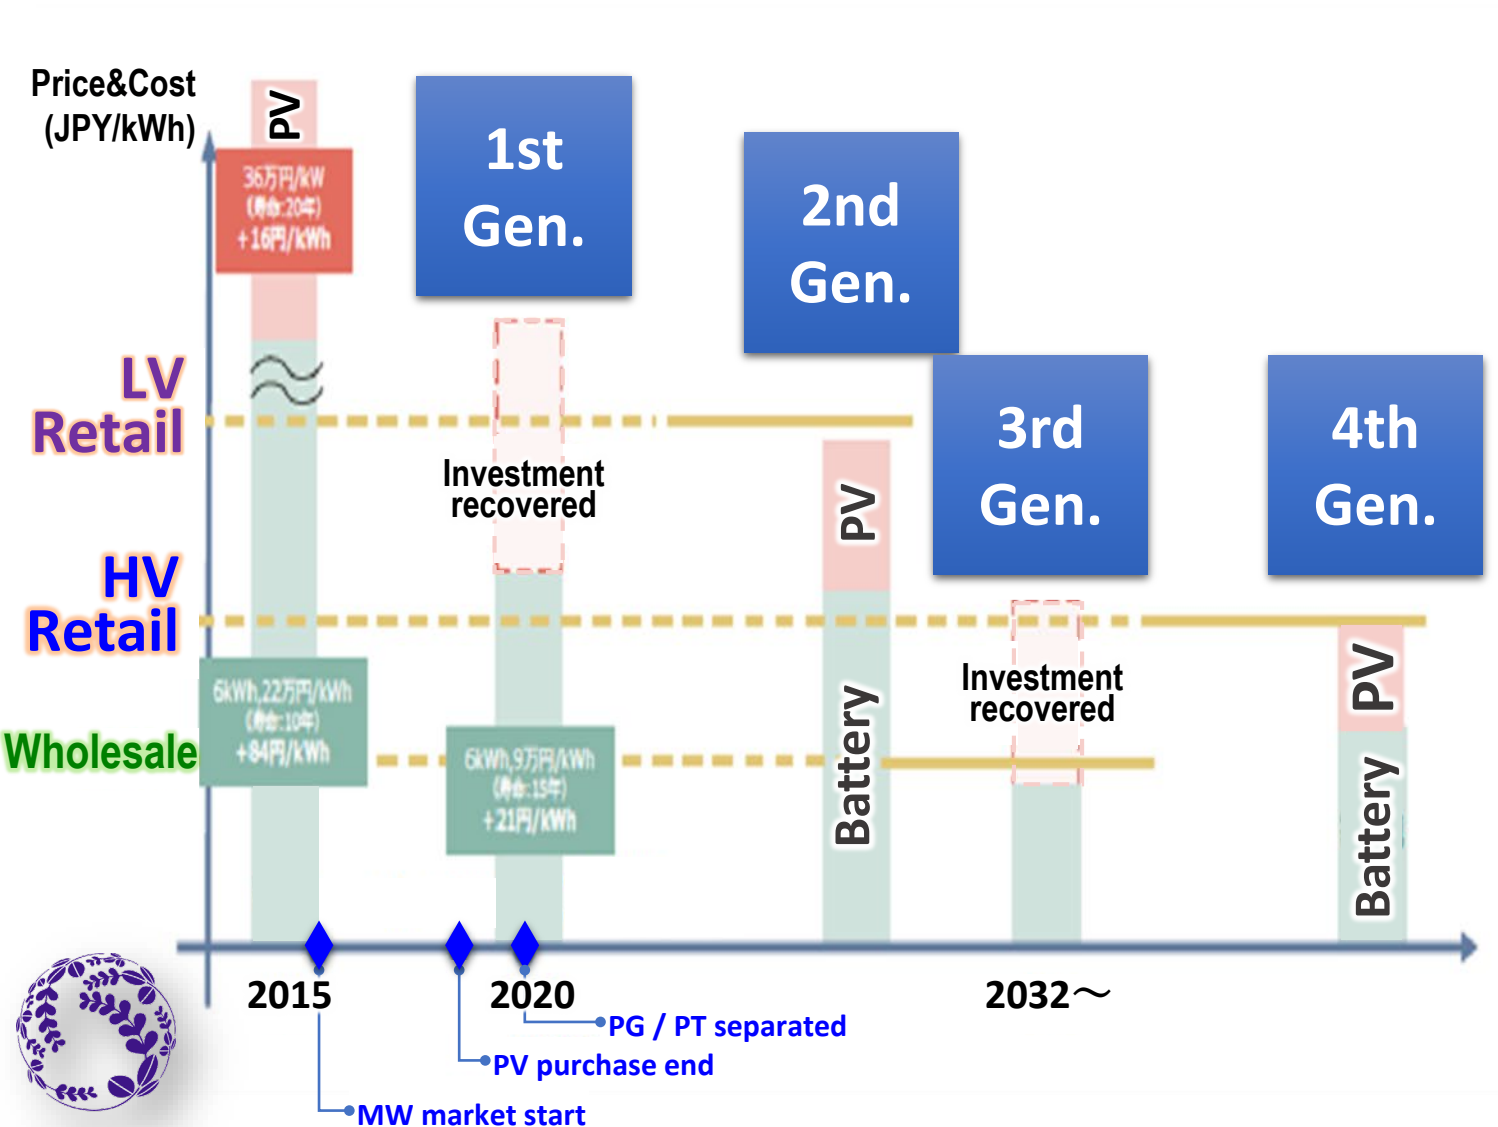 Price&Cost
(JPY/kWh)
PV
36万円/kW
(寿命:20年)
+16円/kWh
1st
Gen.
2nd
Gen.
3rd
Gen.
4th
Gen.
LV
Retail
Investment
recovered
PV
HV
Retail
Investment
recovered
PV
6kWh,22万円/kWh
(寿命:10年)
+84円/kWh
Wholesale
6kWh,9万円/kWh
(寿命:15年)
+21円/kWh
Battery
Battery
2015
2020
2032～
PG / PT separated
PV purchase end
MW market start